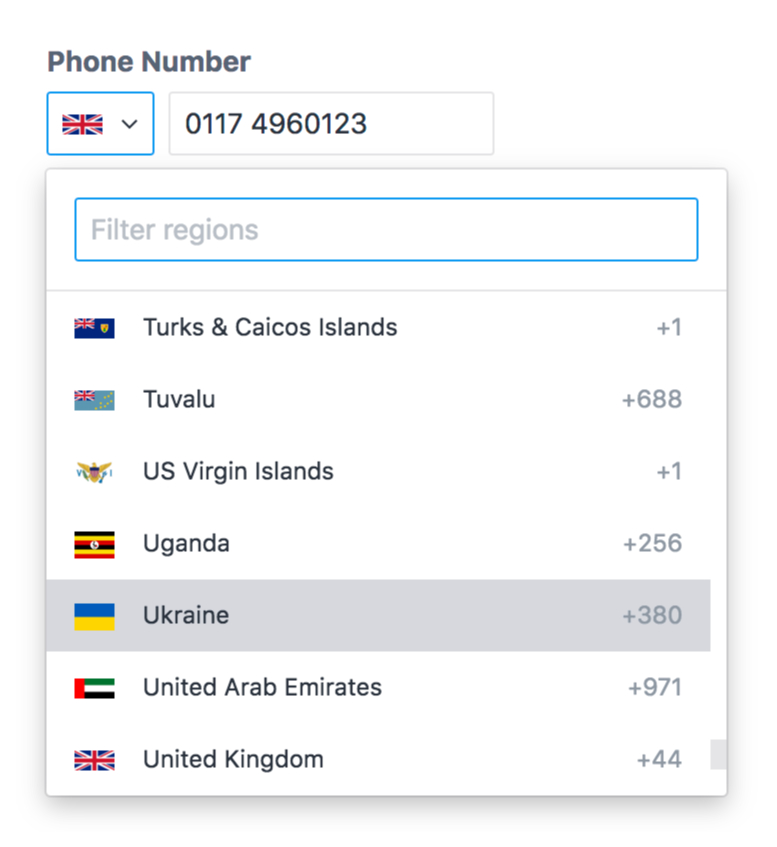 Phone Number
0117 4960123
Filter regions
Turks & Caicos Islands +1
Tuvalu +688
US Virgin Islands +1
Uganda +256
Ukraine +380
United Arab Emirates +971
United Kingdom +44